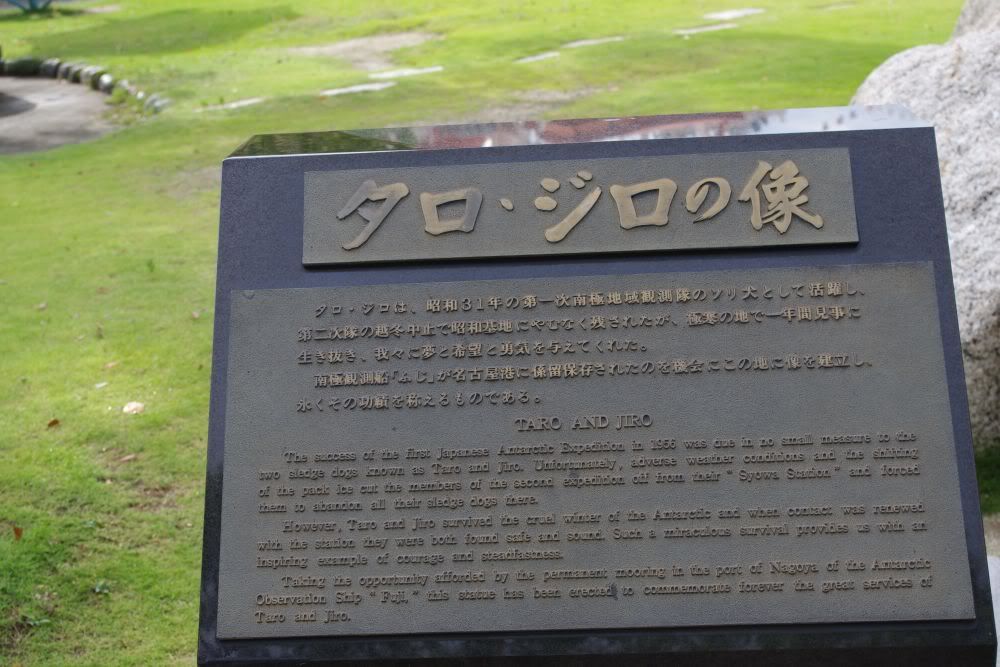 タロ・ジロの像
タロ・ジロは、昭和31年の第一次南極地域観測隊のソリ犬として活躍し、
第二次隊の越冬中止で昭和基地にやむなく残されたが、極寒の地で一年間見事に
生き抜き、我々に夢と希望と勇気を与えてくれた。
南極観測船「ふじ」が名古屋港に係留保存されたのを機会にこの地に像を建立し、
永くその功績を称えるものである。
TARO AND JIRO
The success of the first Japanese Antarctic Expedition in 1956 was due in no small measure to the
two sledge dogs known as Taro and Jiro. Unfortunately, adverse weather conditions and the shifting
of the pack ice cut the members of the second expedition off from their "Syowa Station" and forced
them to abandon all their sledge dogs there.
However, Taro and Jiro survived the cruel winter of the Antarctic and when contact was renewed
with the station they were both found safe and sound. Such a miraculous survival provides us with an
inspiring example of courage and steadfastness.
Taking the opportunity afforded by the permanent mooring in the port of Nagoya of the Antarctic
Observation Ship "Fuji," this statue has been erected to commemorate forever the great services of
Taro and Jiro.